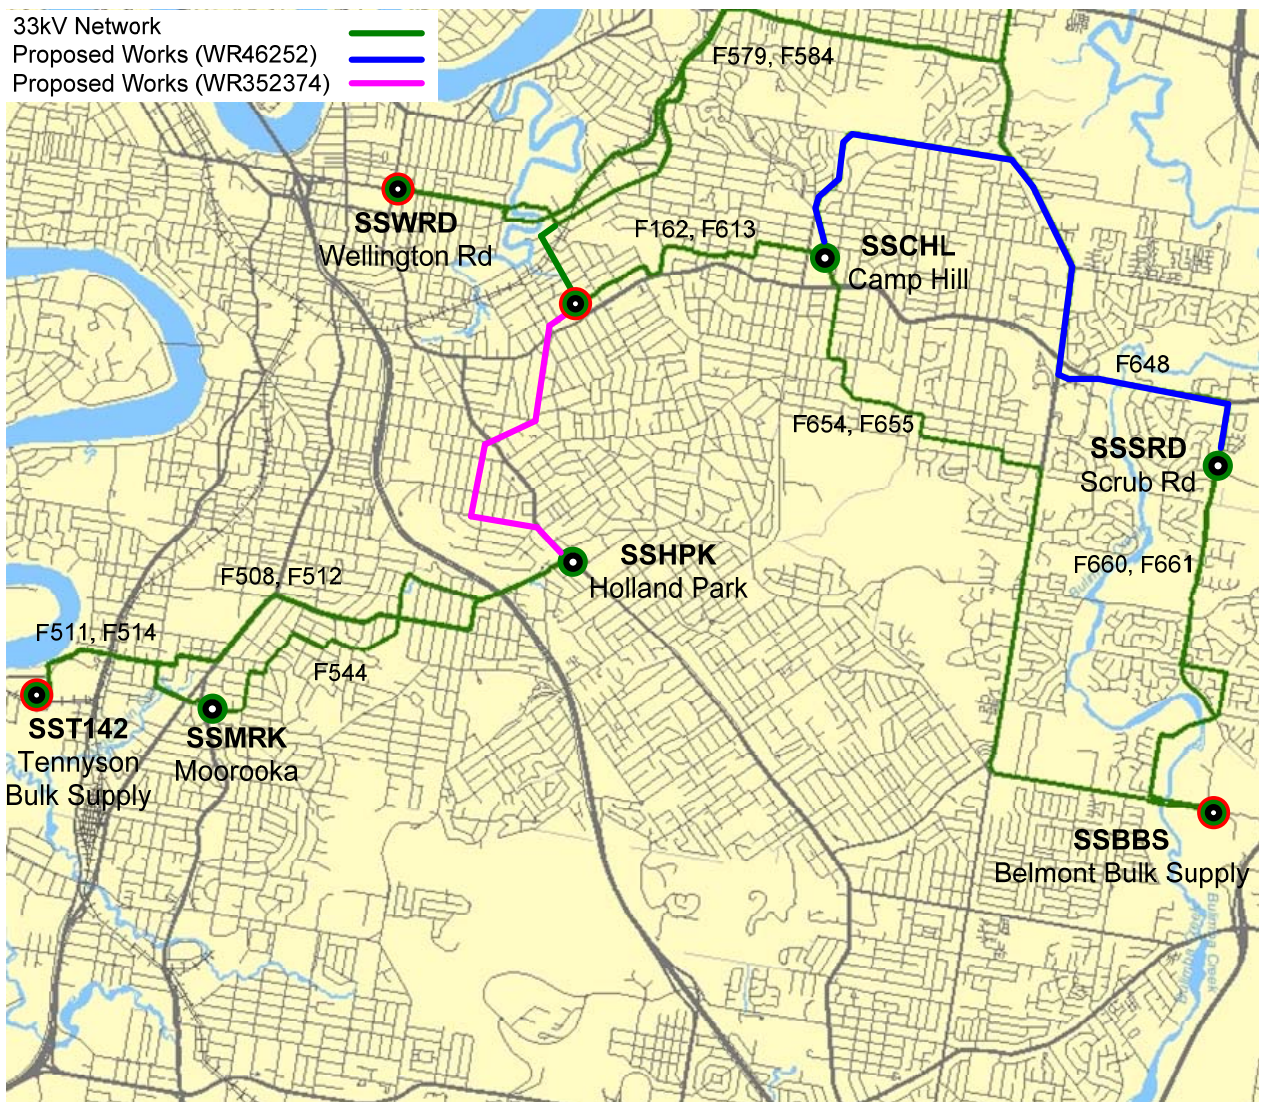 33kV Network
Proposed Works (WR46252)
Proposed Works (WR352374)
F579, F584
SSWRD
Wellington Rd
F162, F613
SSCHL
Camp Hill
F648
F654, F655
SSSRD
Scrub Rd
SSHPK
Holland Park
F660, F661
F508, F512
F511, F514
F544
SST142
Tennyson
Bulk Supply
SSMRK
Moorooka
SSBBS
Belmont Bulk Supply
Bulimba Creek